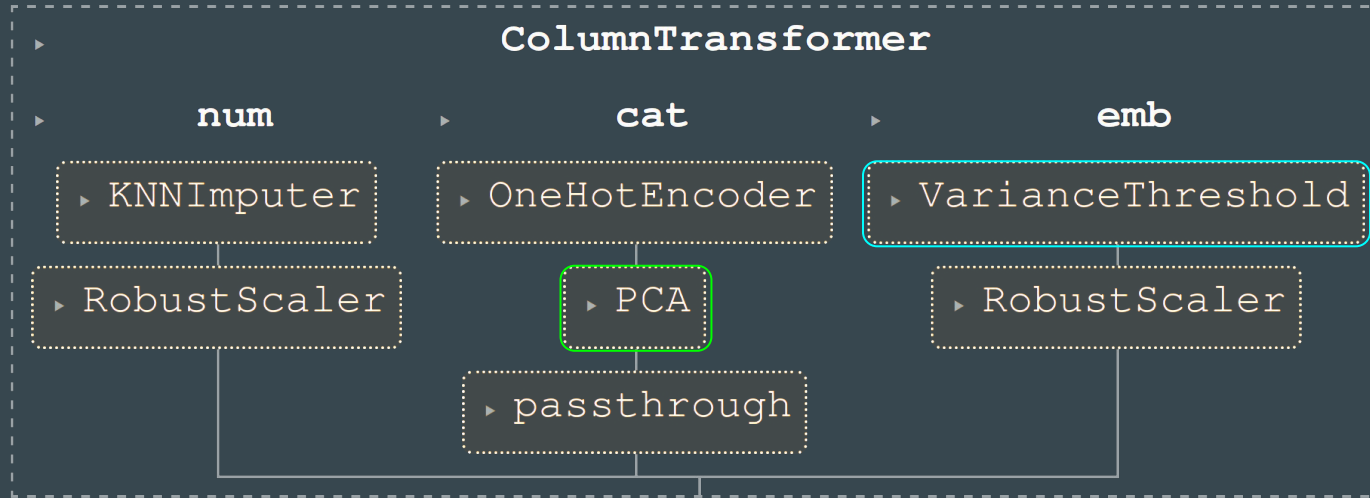 ColumnTransformer
num cat emb
KNNImputer OneHotEncoder VarianceThreshold
RobustScaler PCA RobustScaler
passthrough